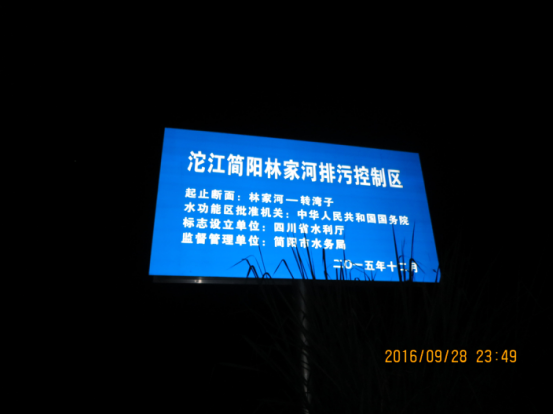 沱江简阳林家河排污控制区
起止断面：林家河—转湾子
水功能区批准机关：中华人民共和国国务院
标志设立单位：四川省水利厅
监督管理单位：简阳市水务局
二〇一五年十二月
2016/09/28 23:49